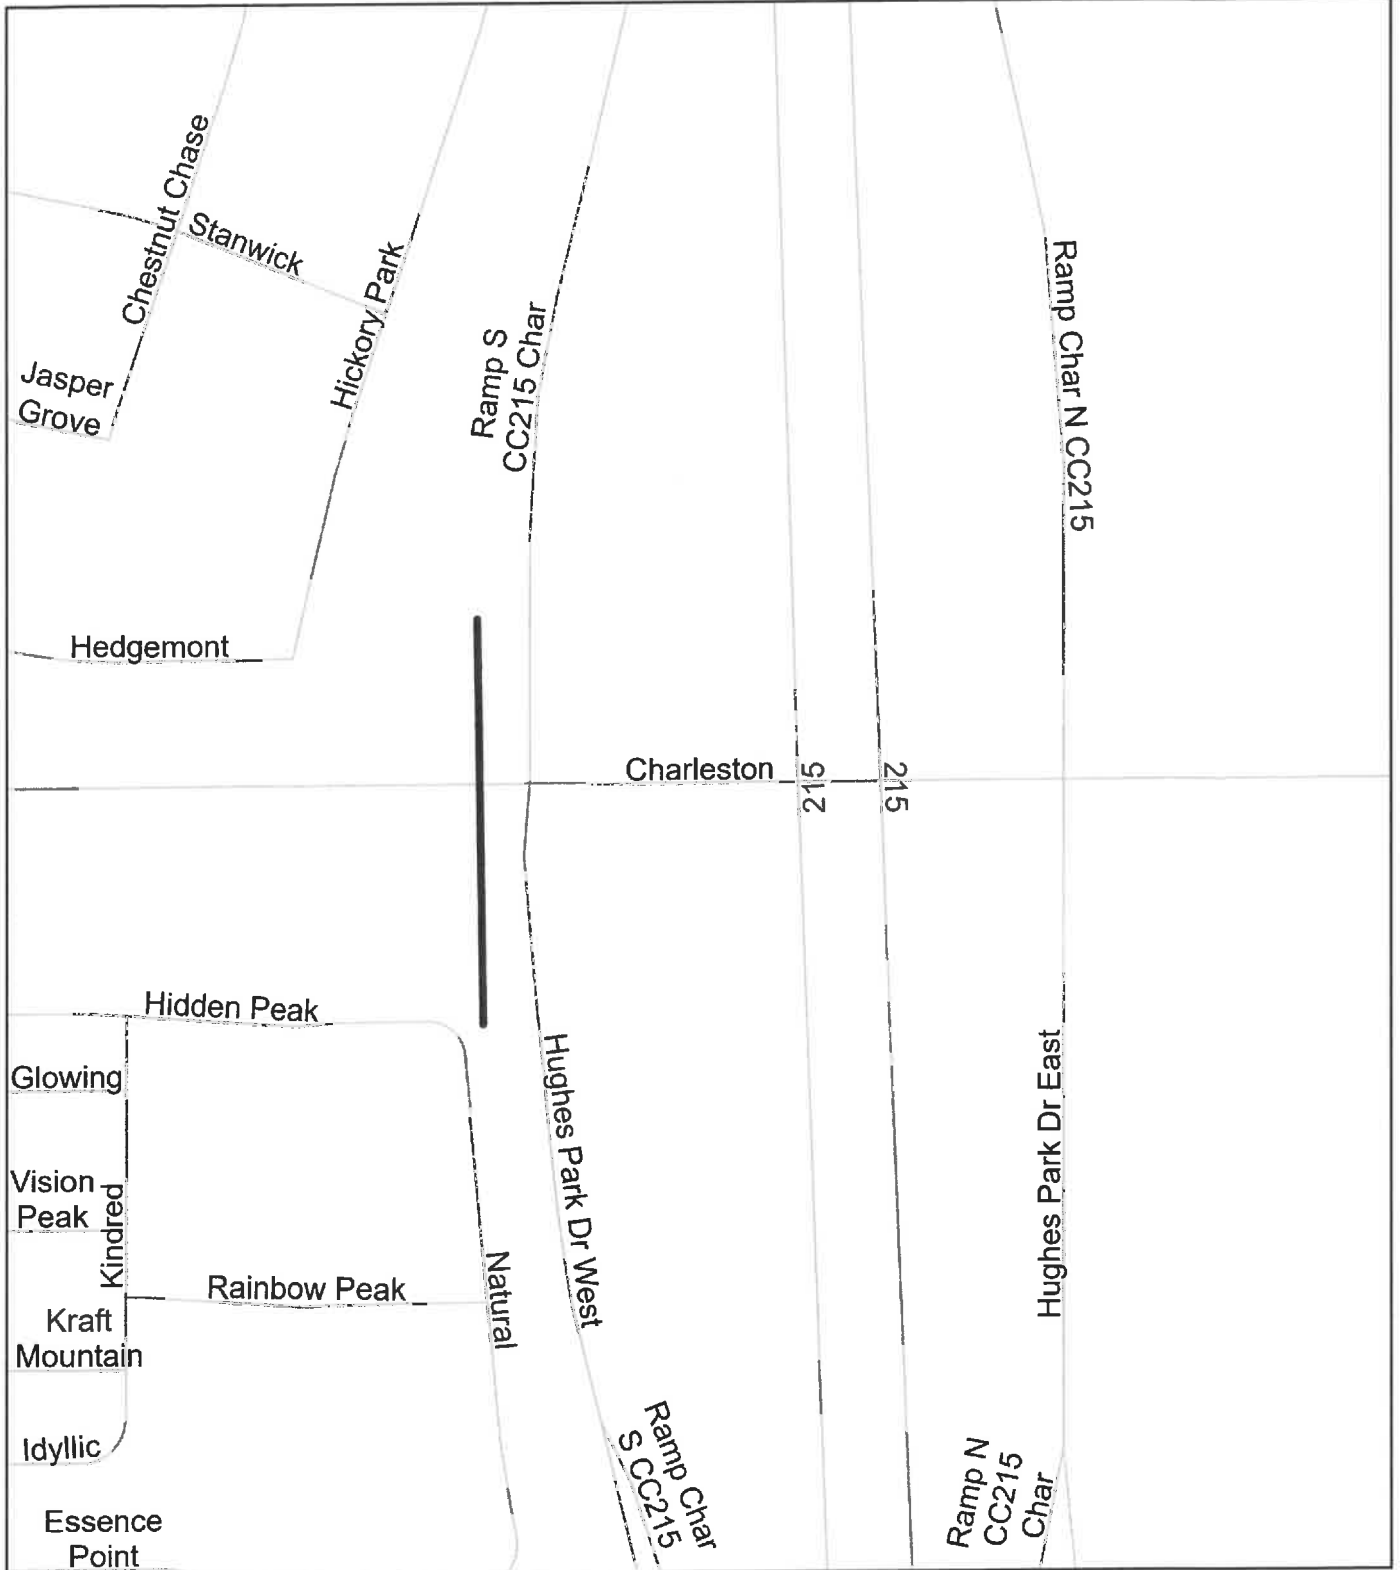 Chestnut Chase
Stanwick
Hickory Park
Jasper
Grove
Ramp S
CC215 Char
Ramp Char N CC215
Hedgemont
Charleston
215
215
Hidden Peak
Glowing
Vision
Peak
Kindred
Rainbow Peak
Kraft
Mountain
Idyllic
Essence
Point
Natural
Hughes Park Dr West
Hughes Park Dr East
Ramp Char
S CC215
Ramp N
CC215
Char